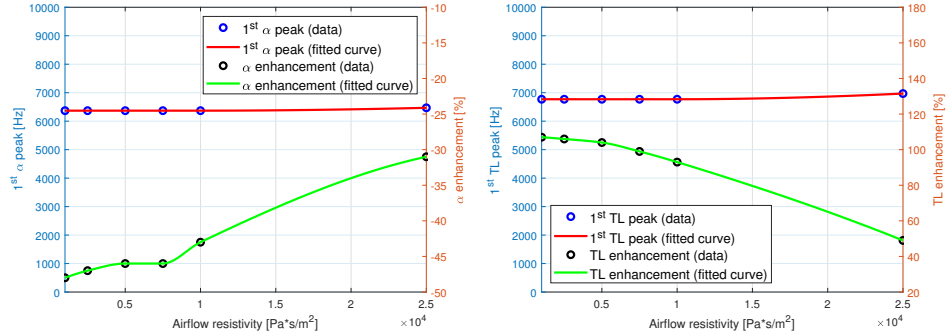 10000
9000
8000
7000
6000
5000
4000
3000
2000
1000
0
1st α peak [Hz]
1st α peak (data)
1st α peak (fitted curve)
α enhancement (data)
α enhancement (fitted curve)
-10
-15
-20
-25
-30
-35
-40
-45
-50
α enhancement [%]
0.5 1 1.5 2 2.5
Airflow resistivity [Pa*s/m2] ×10^4
10000
9000
8000
7000
6000
5000
4000
3000
2000
1000
0
1st TL peak [Hz]
1st TL peak (data)
1st TL peak (fitted curve)
TL enhancement (data)
TL enhancement (fitted curve)
180
160
140
120
100
80
60
40
20
TL enhancement [%]
0.5 1 1.5 2 2.5
Airflow resistivity [Pa*s/m2] ×10^4